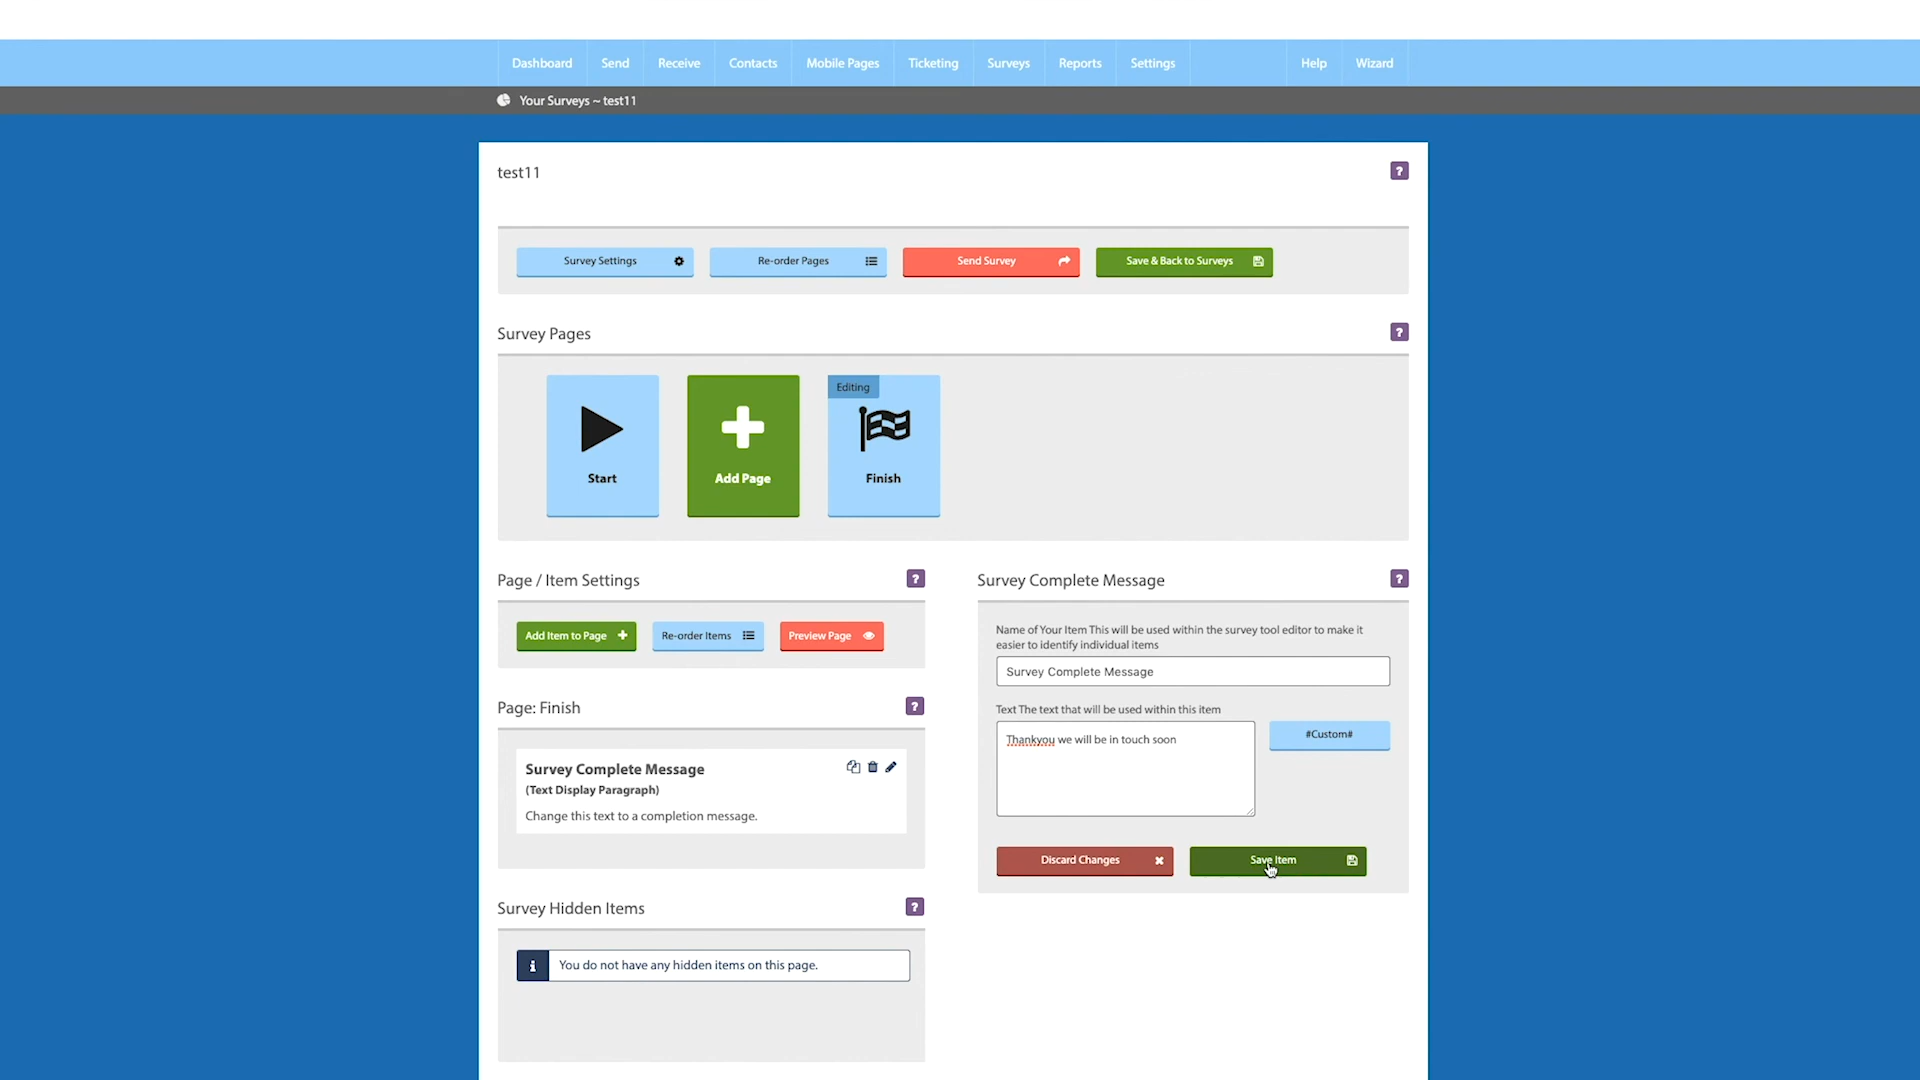 Dashboard Send Receive Contacts Mobile Pages Ticketing Surveys Reports Settings Help Wizard
Your Surveys ~ test11
test11 ?
Survey Settings Re-order Pages Send Survey Save & Back to Surveys
Survey Pages ?
Editing
Start Add Page Finish
Page / Item Settings ?
Add Item to Page Re-order Items Preview Page
Page: Finish ?
Survey Complete Message
(Text Display Paragraph)
Change this text to a completion message.
Survey Hidden Items ?
i You do not have any hidden items on this page.
Survey Complete Message ?
Name of Your Item This will be used within the survey tool editor to make it
easier to identify individual items
Survey Complete Message
Text The text that will be used within this item
Thankyou we will be in touch soon
#Custom#
Discard Changes Save Item